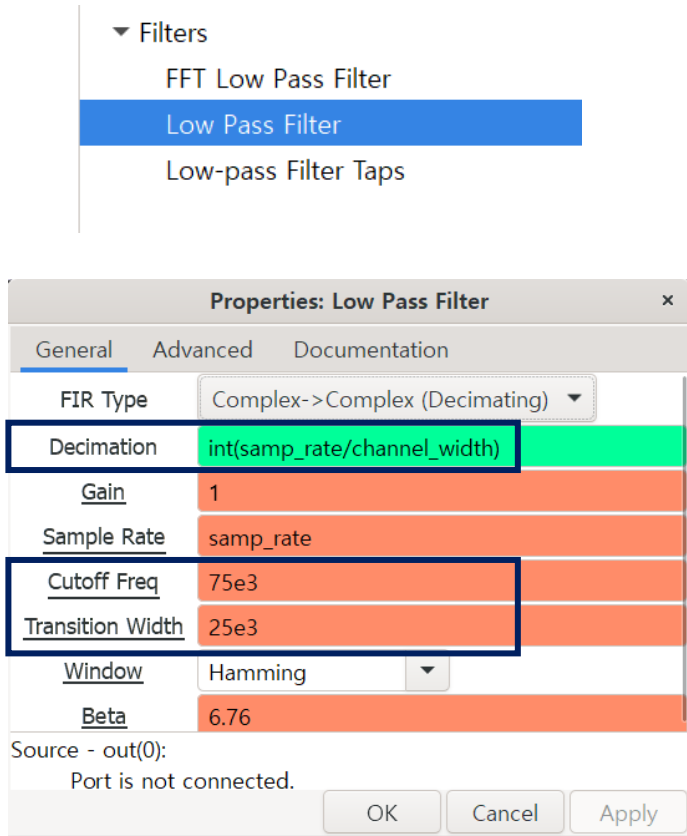 Filters
FFT Low Pass Filter
Low Pass Filter
Low-pass Filter Taps
Properties: Low Pass Filter ×
General Advanced Documentation
FIR Type Complex->Complex (Decimating)
Decimation int(samp_rate/channel_width)
Gain 1
Sample Rate samp_rate
Cutoff Freq 75e3
Transition Width 25e3
Window Hamming
Beta 6.76
Source - out(0):
Port is not connected.
OK Cancel Apply